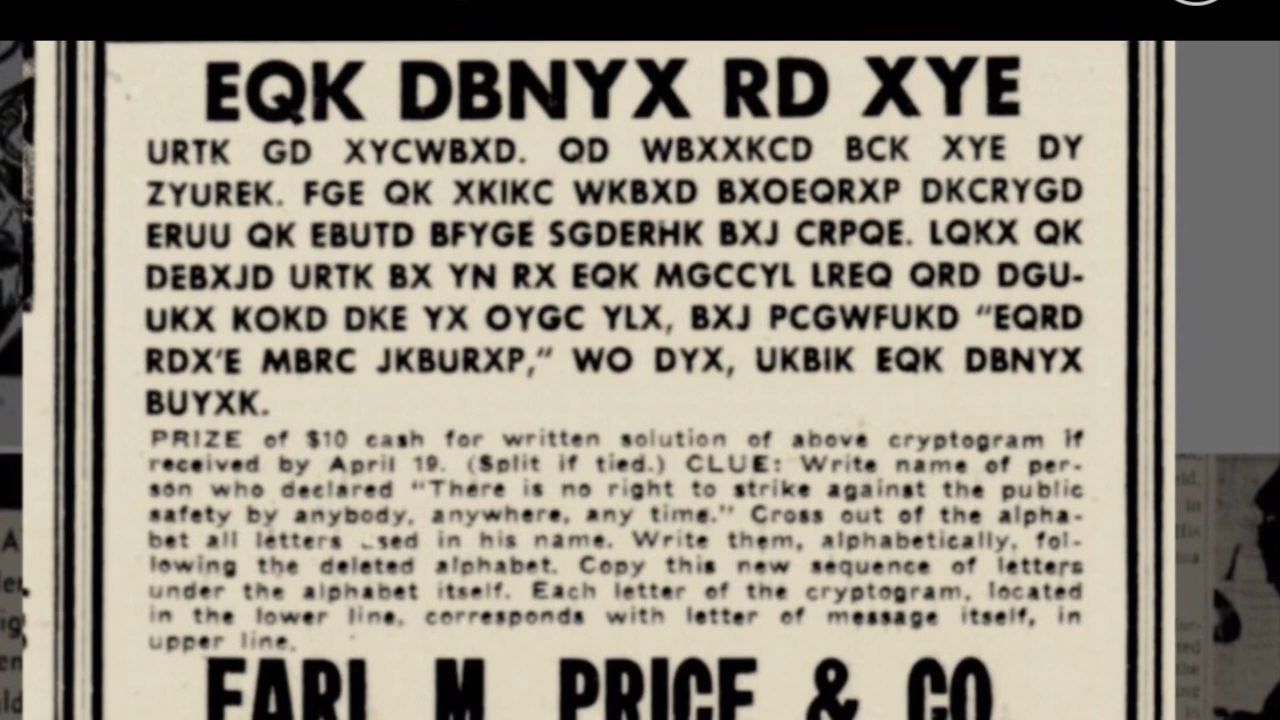 EQK DBNYX RD XYE
URTK GD XYCWBXD. QD WBXXKCD BCK XYE DY
ZYUREK. FGE QK XKIKC WKBXD BXOEQRXP DKCRYGD
ERUU QK EBUTD BFYGE SGDERHK BXJ CRPQE. LQKX QK
DEBXJD URTK BX YN RX EQK MGCCYL LREQ QRD DGU-
UKX KOKD DKE YX OYGC YLX, BXJ PCGWFUKD “EQRD
RDX’E MBRC JKBURXP,” WO DYX, UKBIK EQK DBNYX
BUYXK.
PRIZE of $10 cash for written solution of above cryptogram if
received by April 19. (Split if tied.) CLUE: Write name of per-
son who declared “There is no right to strike against the public
safety by anybody, anywhere, any time.” Cross out of the alpha-
bet all letters in his name. Write them, alphabetically, fol-
lowing the deleted alphabet. Copy this new sequence of letters
under the alphabet itself. Each letter of the cryptogram, located
in the lower line, corresponds with letter of message itself, in
upper line.
EARL M. PRICE & CO